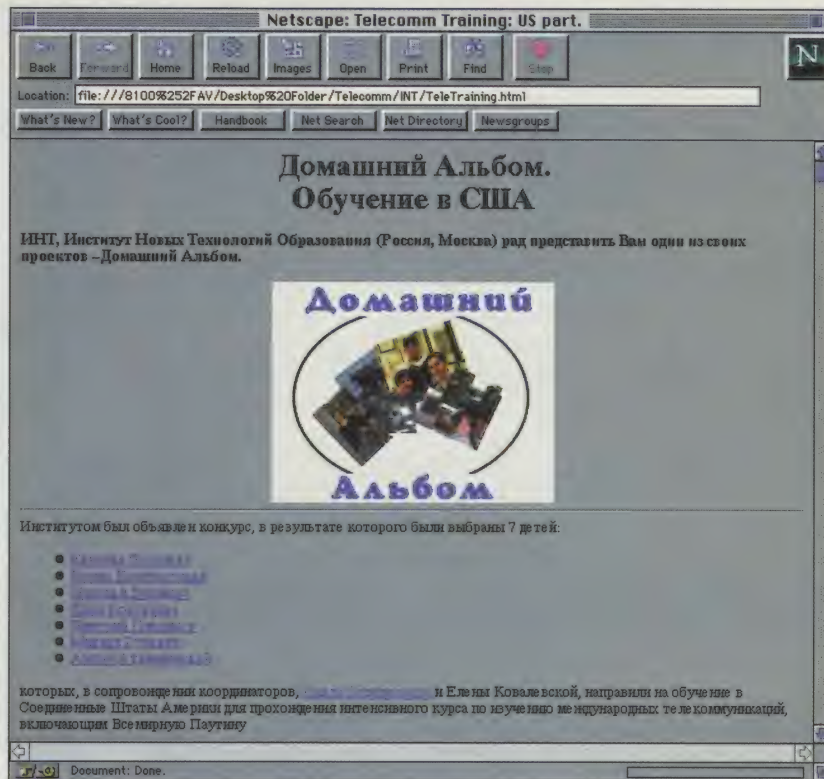 Netscape: Telecomm Training: US part.
Back Forward Home Reload Images Open Print Find Stop
N
Location: file:///8100%252FAV/Desktop%20Folder/Telecomm/INT/TeleTraining.html
What's New? What's Cool? Handbook Net Search Net Directory Newsgroups
Домашний Альбом.
Обучение в США
ИНТ, Институт Новых Технологий Образования (Россия, Москва) рад представить Вам один из своих
проектов –Домашний Альбом.
Домашний
Альбом
Институтом был объявлен конкурс, в результате которого были выбраны 7 детей:
которых, в сопровождении координаторов, и Елены Ковалевской, направили на обучение в
Соединенные Штаты Америки для прохождения интенсивного курса по изучению международных телекоммуникаций,
включающим Всемирную Паутину
Document: Done.